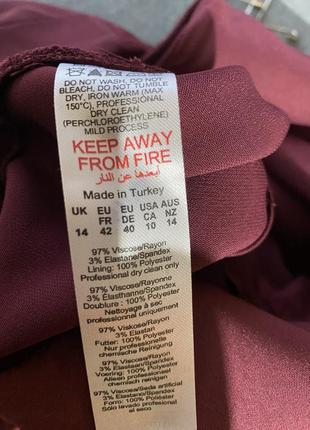 DO NOT WASH, DO NOT
BLEACH, DO NOT TUMBLE
DRY, IRON WARM (MAX
150°C), PROFESSIONAL
DRY CLEAN
(PERCHLOROETHYLENE)
MILD PROCESS
KEEP AWAY
FROM FIRE
أبعدها عن النار
Made in Turkey
UK EU EU USA AUS
FR DE CA NZ
14 42 40 10 14
97% Viscose/Rayon
3% Elastane/Spandex
Lining: 100% Polyester
Professional dry clean only
97% Viscose/Rayonne
3% Élasthanne/Spandex
Doublure : 100% Polyester
Nettoyage à sec
professionnel uniquement
97% Viskose/Rayon
3% Elastan/Spandex
Futter: 100% Polyester
Nur professionelle
chemische Reinigung
97% Viscose/Rayon
3% Elastaan/Spandex
Voering: 100% Polyester
Alleen professioneel
chemisch reinigen
97% Viscosa/Seda artificial
3% Elastano/Spandex
Forro: 100% Poliéster
Sólo lavado profesional
al seco